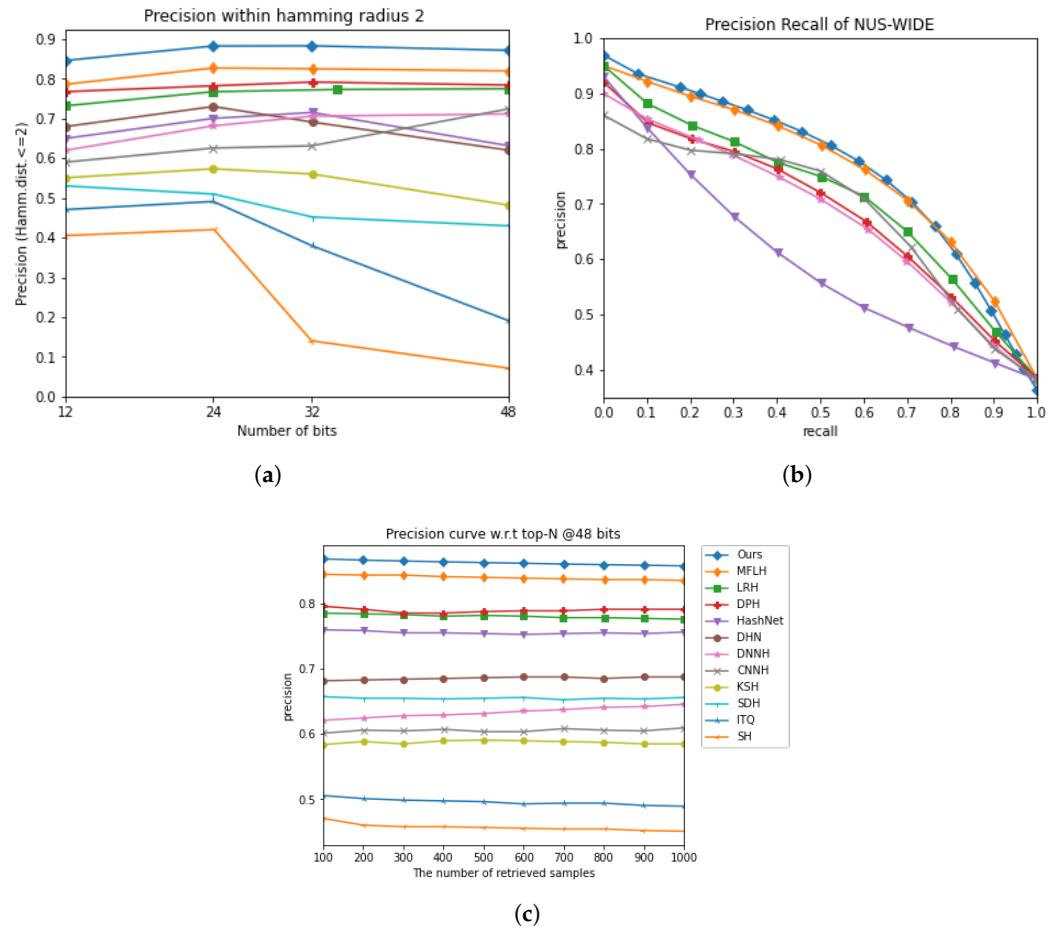 Precision within hamming radius 2
Precision (Hamm.dist.<=2)
0.9
0.8
0.7
0.6
0.5
0.4
0.3
0.2
0.1
0.0
12 24 32 48
Number of bits
(a)
Precision Recall of NUS-WIDE
precision
1.0
0.9
0.8
0.7
0.6
0.5
0.4
0.0 0.1 0.2 0.3 0.4 0.5 0.6 0.7 0.8 0.9 1.0
recall
(b)
Precision curve w.r.t top-N @48 bits
precision
0.8
0.7
0.6
0.5
100 200 300 400 500 600 700 800 900 1000
The number of retrieved samples
Ours
MFLH
LRH
DPH
HashNet
DHN
DNNH
CNNH
KSH
SDH
ITQ
SH
(c)